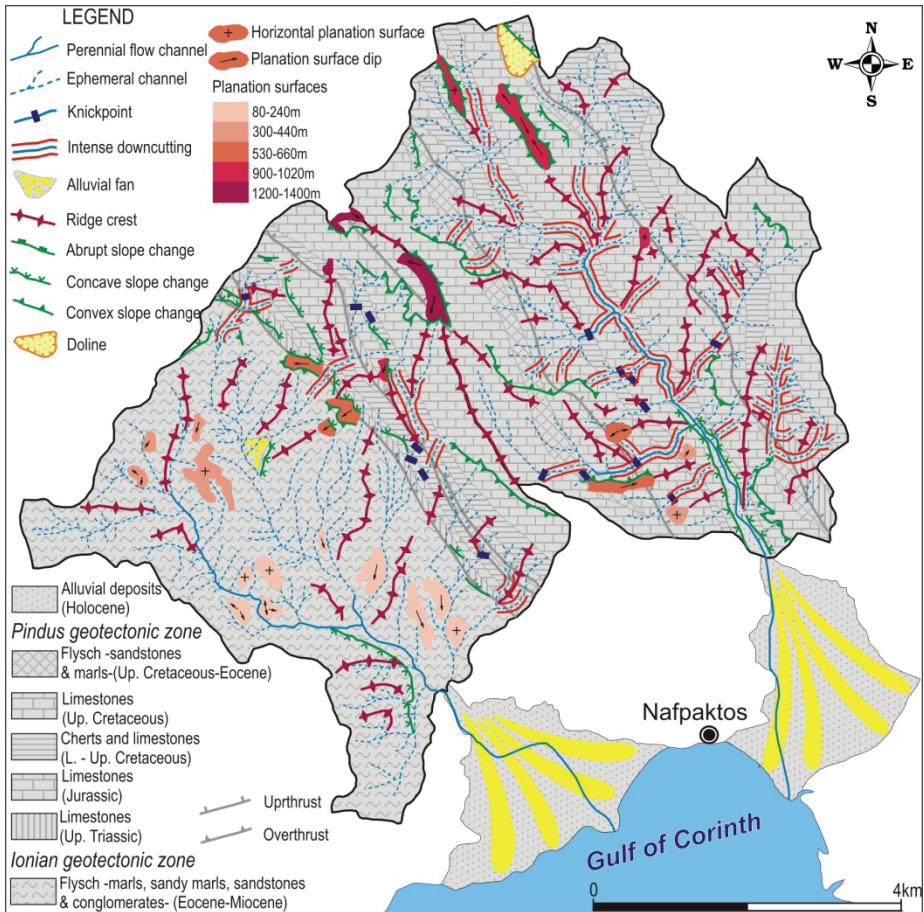 LEGEND
Perennial flow channel
Ephemeral channel
Knickpoint
Intense downcutting
Alluvial fan
Ridge crest
Abrupt slope change
Concave slope change
Convex slope change
Doline
Horizontal planation surface
Planation surface dip
Planation surfaces
80-240m
300-440m
530-660m
900-1020m
1200-1400m
N
W E
S
Alluvial deposits
(Holocene)
Pindus geotectonic zone
Flysch -sandstones
& marls-(Up. Cretaceous-Eocene)
Limestones
(Up. Cretaceous)
Cherts and limestones
(L. - Up. Cretaceous)
Limestones
(Jurassic)
Limestones
(Up. Triassic)
Ionian geotectonic zone
Flysch -marls, sandy marls, sandstones
& conglomerates- (Eocene-Miocene)
Uprthrust
Overthrust
Nafpaktos
Gulf of Corinth
0 4km